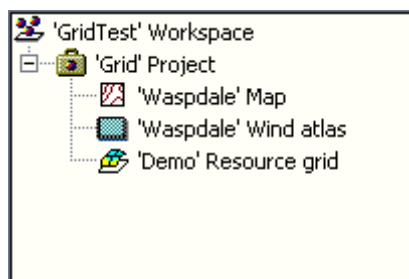 'GridTest' Workspace
'Grid' Project
'Waspdale' Map
'Waspdale' Wind atlas
'Demo' Resource grid